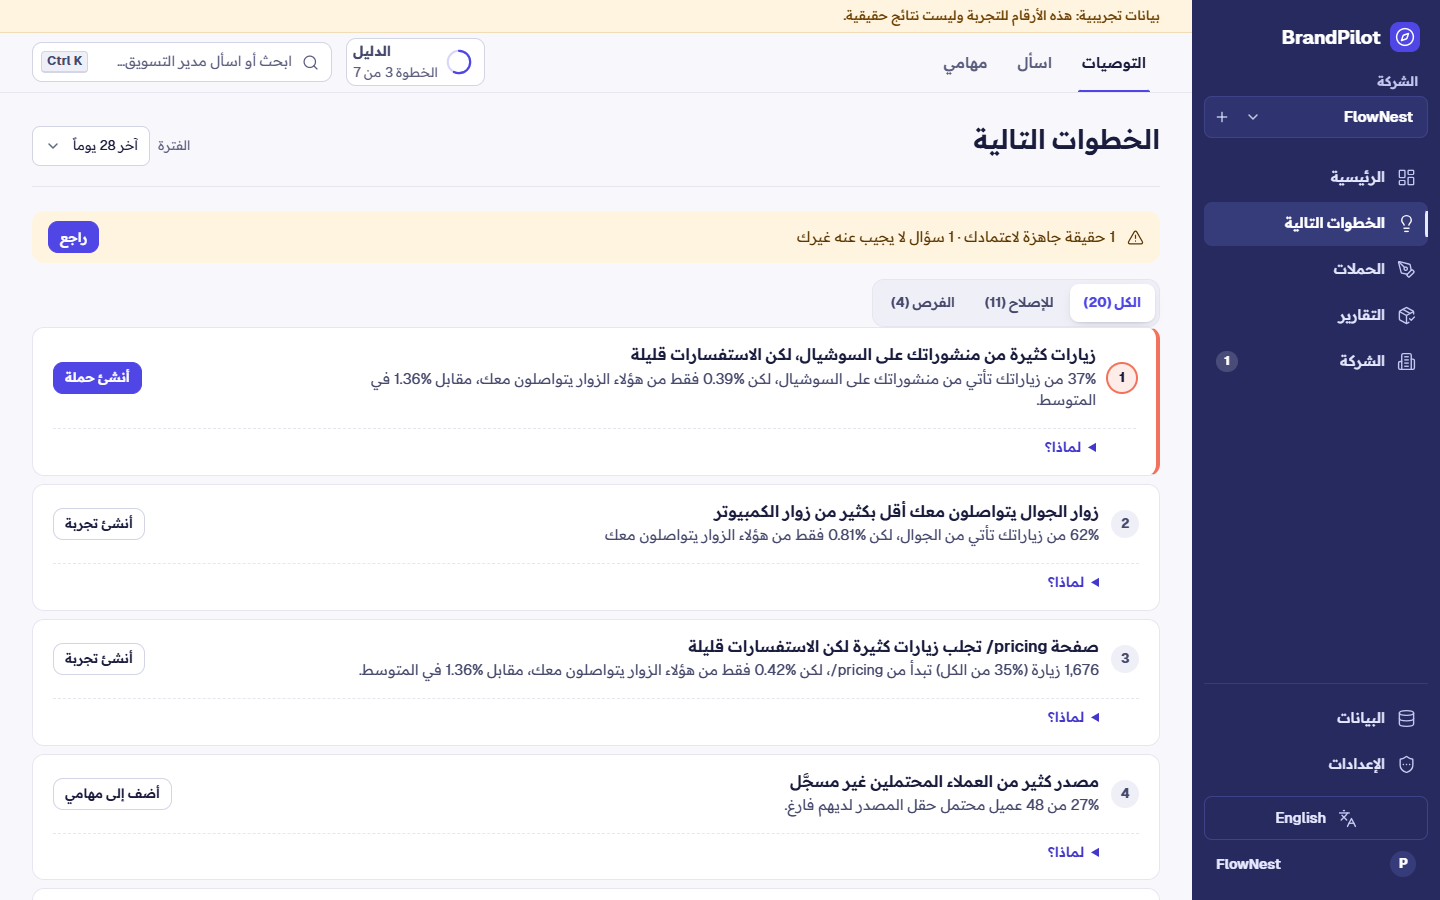 بيانات تجريبية: هذه الأرقام للتجربة وليست نتائج حقيقية.
BrandPilot
الشركة
FlowNest
الرئيسية
الخطوات التالية
الحملات
التقارير
الشركة
1
البيانات
الإعدادات
English
P
FlowNest
التوصيات
اسأل
مهامي
الدليل
الخطوة 3 من 7
ابحث أو اسأل مدير التسويق...
Ctrl K
الخطوات التالية
الفترة
آخر 28 يوماً
1 حقيقة جاهزة لاعتمادك · 1 سؤال لا يجيب عنه غيرك
راجع
الكل (20)
للإصلاح (11)
الفرص (4)
1
زيارات كثيرة من منشوراتك على السوشيال، لكن الاستفسارات قليلة
37% من زياراتك تأتي من منشوراتك على السوشيال، لكن 0.39% فقط من هؤلاء الزوار يتواصلون معك، مقابل 1.36% في
المتوسط.
أنشئ حملة
لماذا؟
2
زوار الجوال يتواصلون معك أقل بكثير من زوار الكمبيوتر
62% من زياراتك تأتي من الجوال، لكن 0.81% فقط من هؤلاء الزوار يتواصلون معك
أنشئ تجربة
لماذا؟
3
صفحة pricing/ تجلب زيارات كثيرة لكن الاستفسارات قليلة
1,676 زيارة (35% من الكل) تبدأ من pricing/، لكن 0.42% فقط من هؤلاء الزوار يتواصلون معك، مقابل 1.36% في المتوسط.
أنشئ تجربة
لماذا؟
4
مصدر كثير من العملاء المحتملين غير مسجَّل
27% من 48 عميل محتمل حقل المصدر لديهم فارغ.
أضف إلى مهامي
لماذا؟